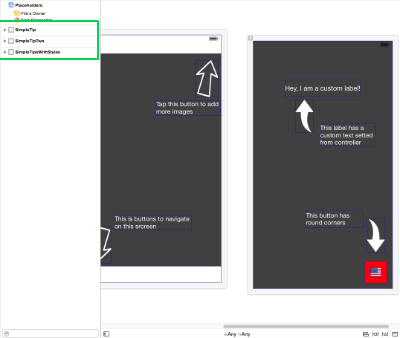 Placeholders
File's Owner
First Responder
SimpleTip
SimpleTipTwo
SimpleTipsWithStyles
Tap this button to add
more images
This is buttons to navigate
on this srcreen
Hey, I am a custom label!
This label has a
custom text setted
from controller
This button has
round corners
wAny hAny